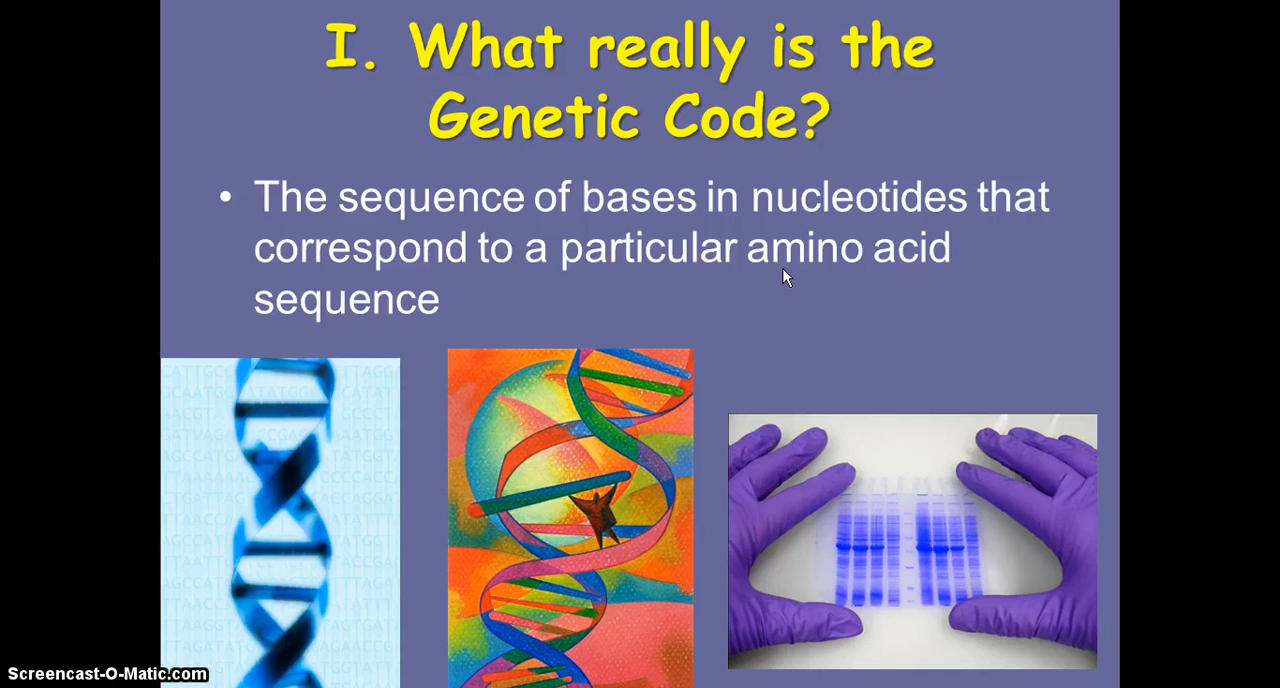 I. What really is the
Genetic Code?
• The sequence of bases in nucleotides that
correspond to a particular amino acid
sequence
Screencast-O-Matic.com